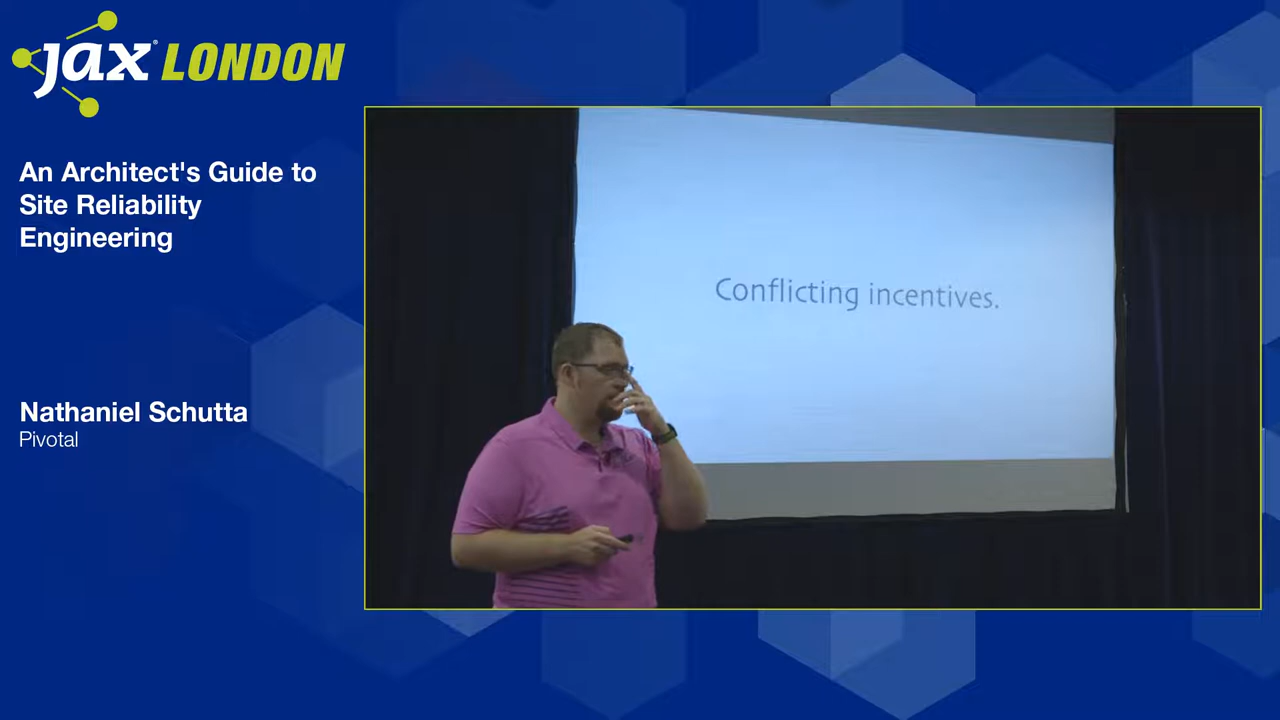 jax LONDON
An Architect's Guide to
Site Reliability
Engineering
Nathaniel Schutta
Pivotal
Conflicting incentives.